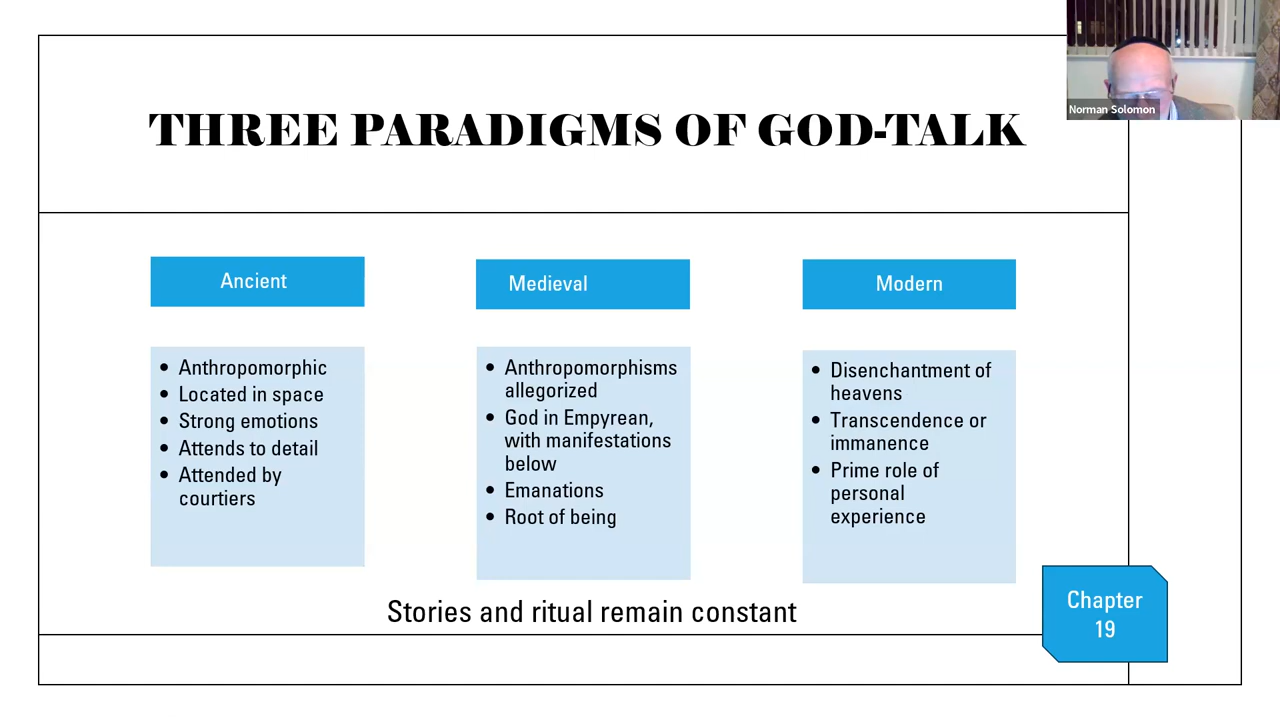 Norman Solomon
THREE PARADIGMS OF GOD-TALK
Ancient
• Anthropomorphic
• Located in space
• Strong emotions
• Attends to detail
• Attended by
courtiers
Medieval
• Anthropomorphisms
allegorized
• God in Empyrean,
with manifestations
below
• Emanations
• Root of being
Modern
• Disenchantment of
heavens
• Transcendence or
immanence
• Prime role of
personal
experience
Stories and ritual remain constant
Chapter
19